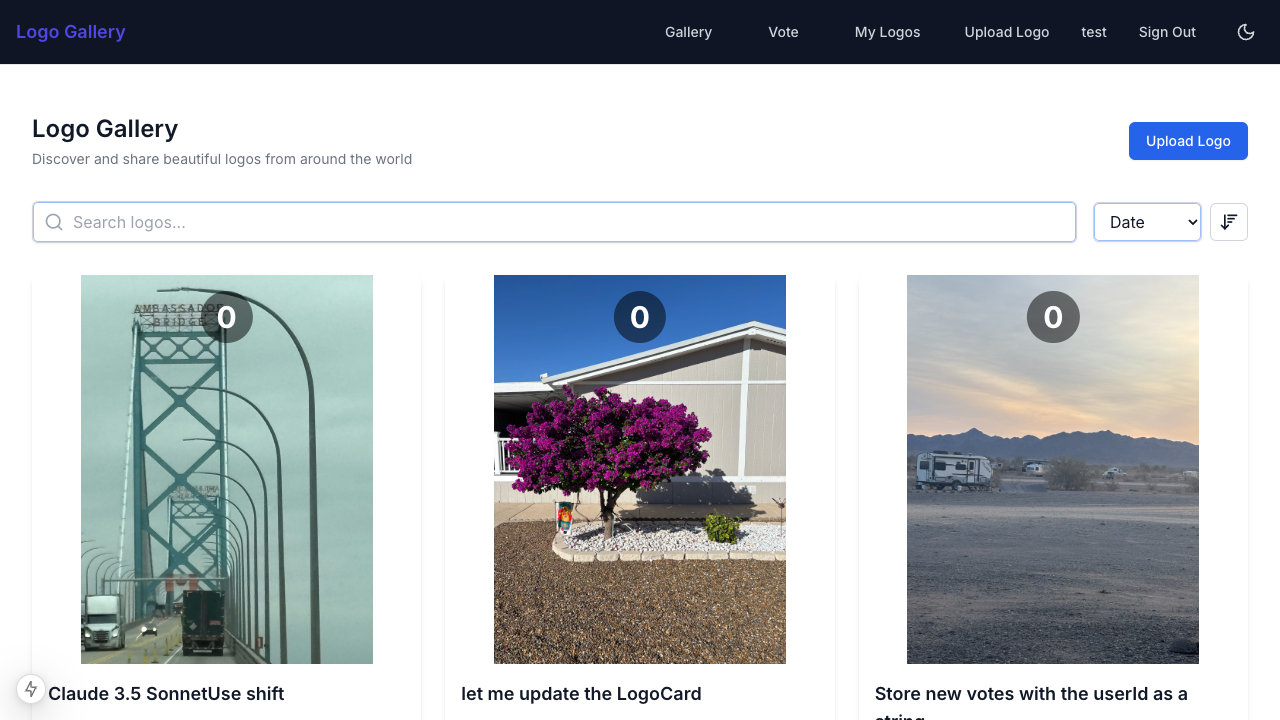 Logo Gallery
Gallery
Vote
My Logos
Upload Logo
test
Sign Out
Logo Gallery
Discover and share beautiful logos from around the world
Upload Logo
Search logos...
Date
AMBASSADOR
BRIDGE
0
0
0
Claude 3.5 SonnetUse shift
let me update the LogoCard
Store new votes with the userId as a
string